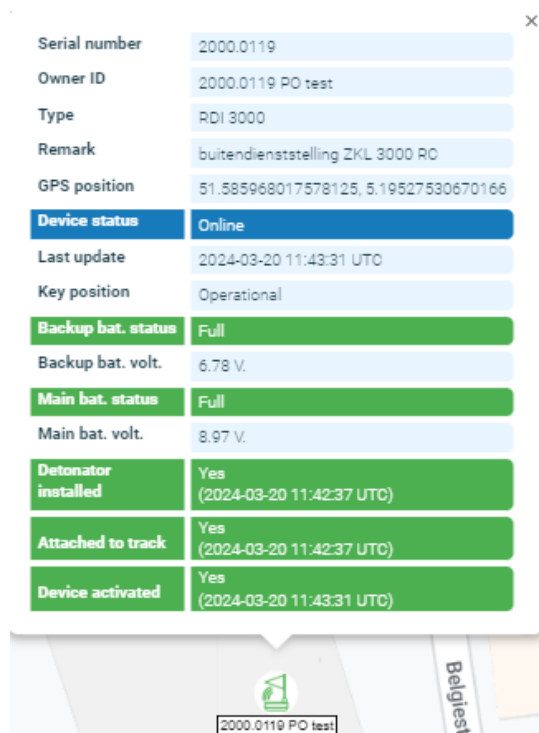 ×
Serial number 2000.0119
Owner ID 2000.0119 PO test
Type RDI 3000
Remark buitendienststelling ZKL 3000 RC
GPS position 51.585968017578125, 5.19527530670166
Device status Online
Last update 2024-03-20 11:43:31 UTC
Key position Operational
Backup bat. status Full
Backup bat. volt. 6.78 V.
Main bat. status Full
Main bat. volt. 8.97 V.
Detonator installed Yes
(2024-03-20 11:42:37 UTC)
Attached to track Yes
(2024-03-20 11:42:37 UTC)
Device activated Yes
(2024-03-20 11:43:31 UTC)
Belgiest
2000.0119 PO test